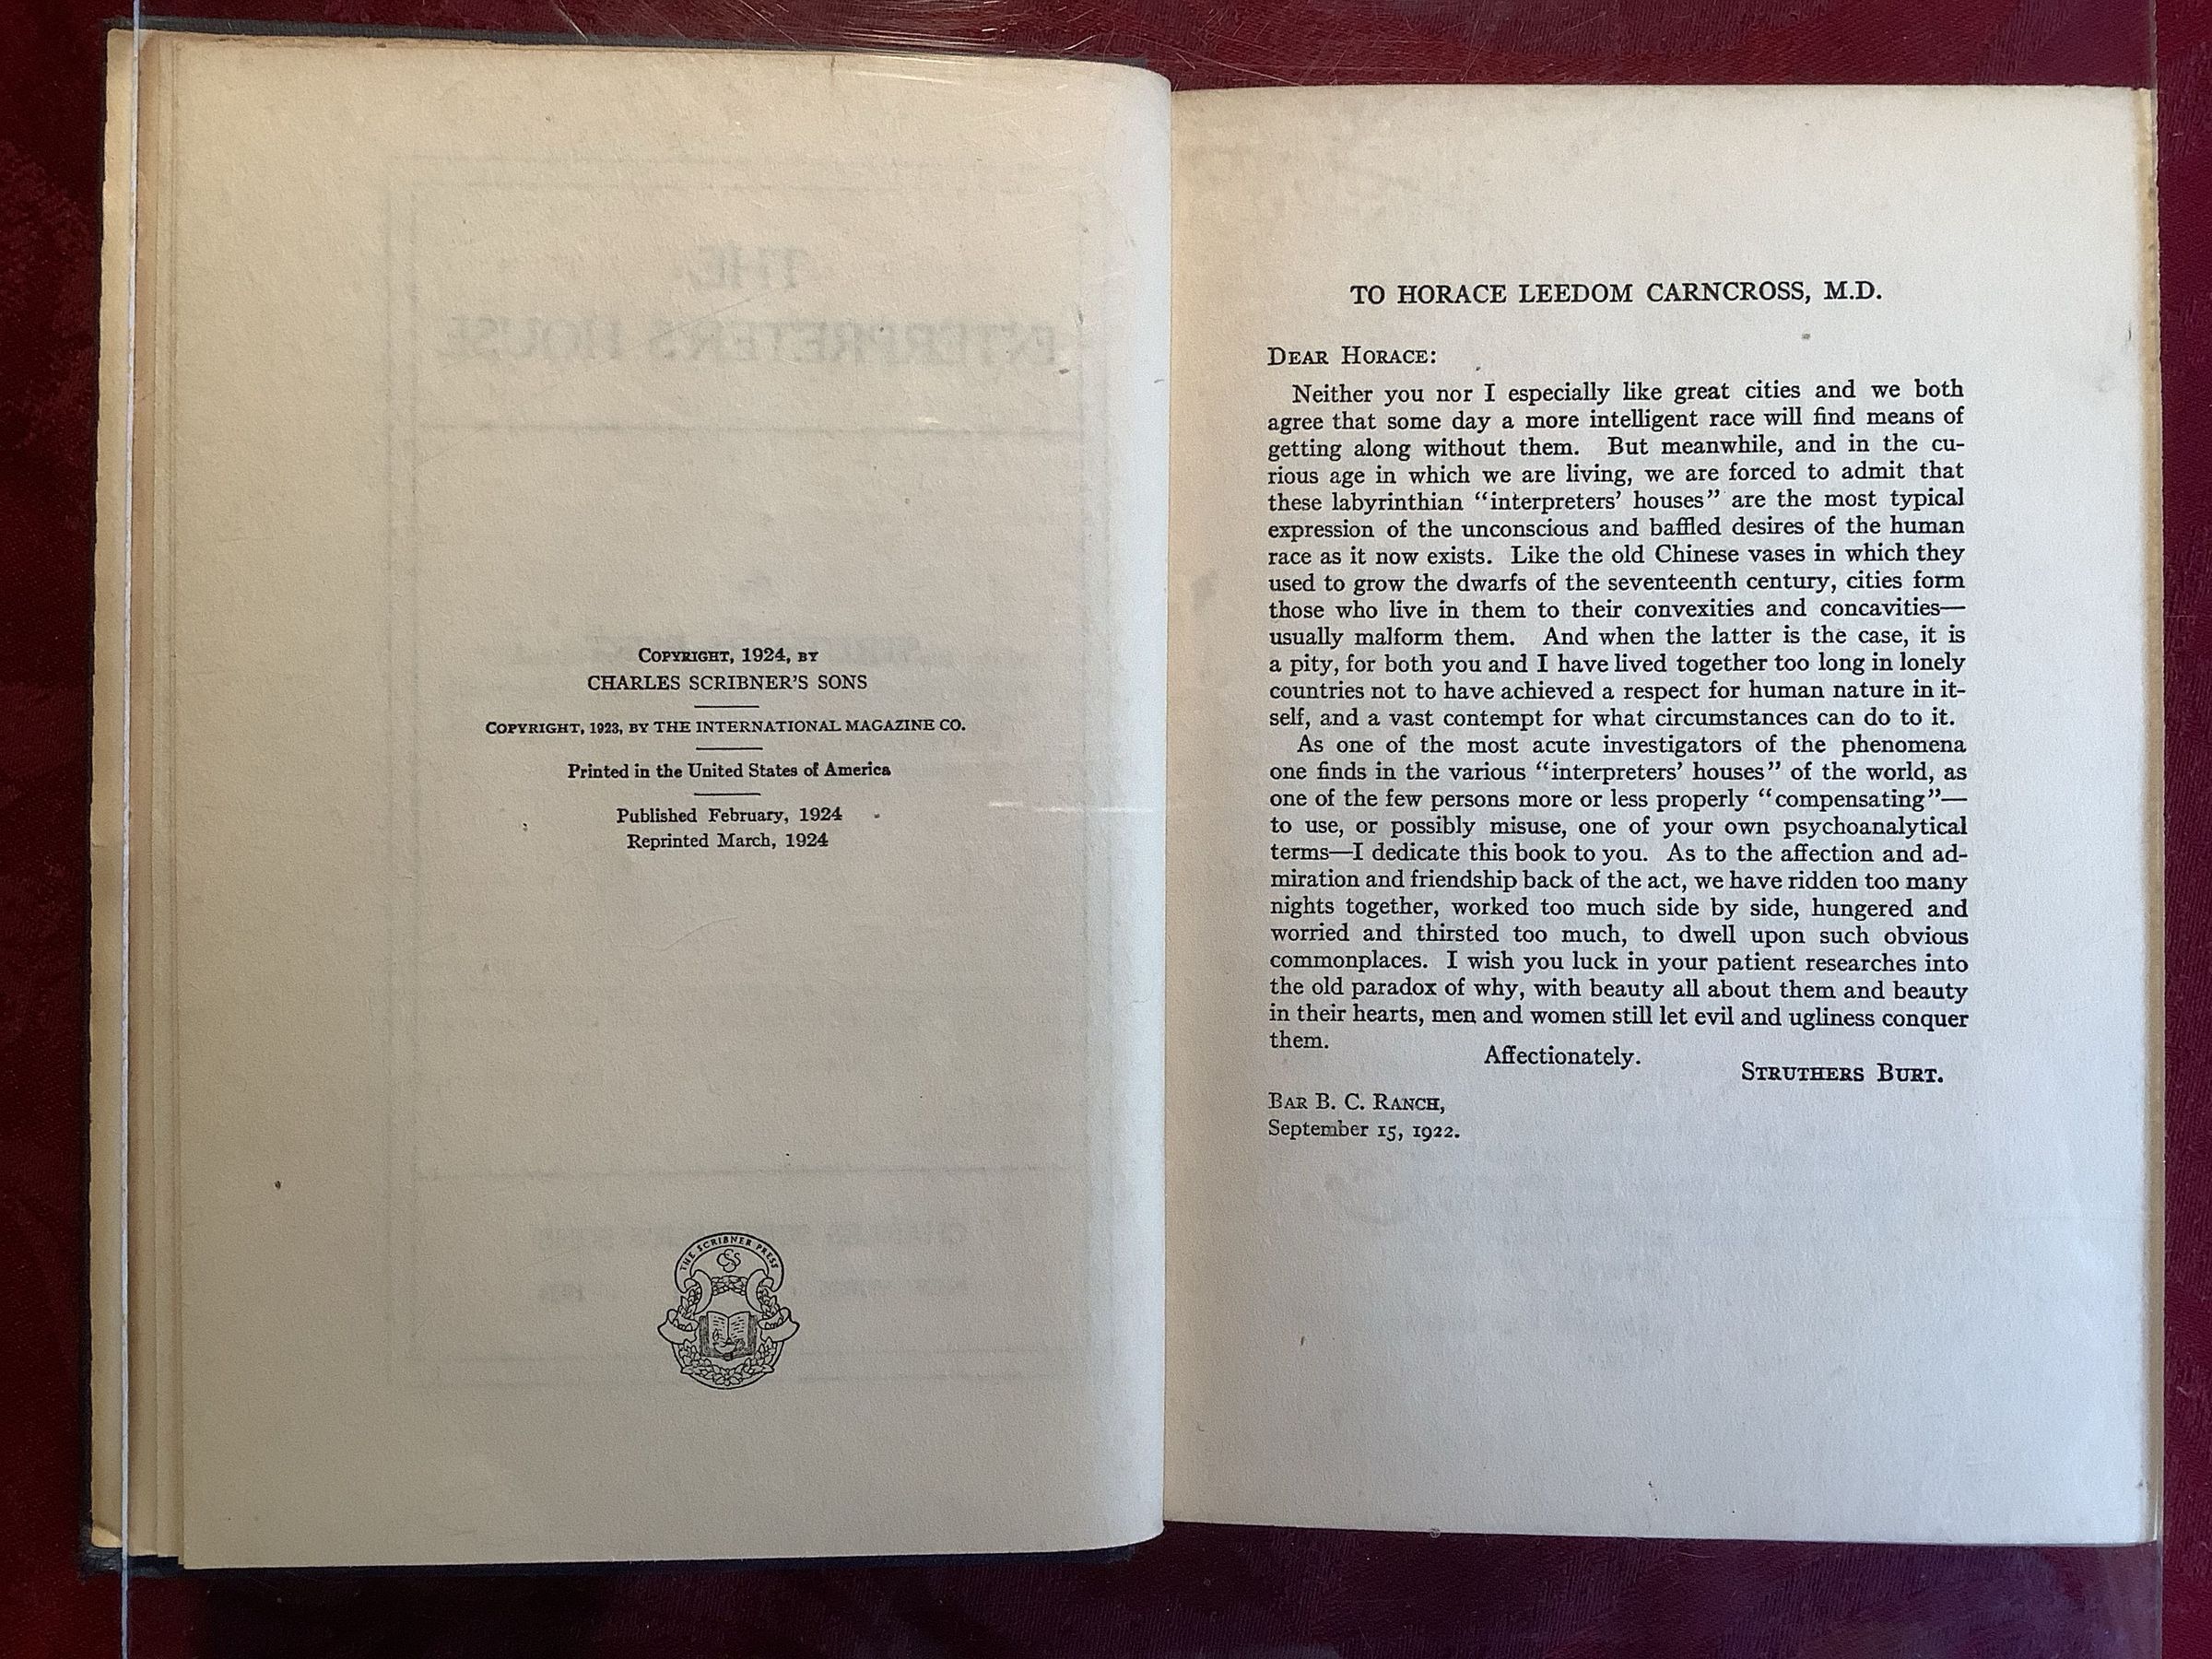 COPYRIGHT, 1924, BY
CHARLES SCRIBNER'S SONS
COPYRIGHT, 1923, BY THE INTERNATIONAL MAGAZINE CO.
Printed in the United States of America
Published February, 1924
Reprinted March, 1924
THE SCRIBNER PRESS
CSS
TO HORACE LEEDOM CARNCROSS, M.D.
DEAR HORACE:
Neither you nor I especially like great cities and we both
agree that some day a more intelligent race will find means of
getting along without them. But meanwhile, and in the cu-
rious age in which we are living, we are forced to admit that
these labyrinthian “interpreters’ houses” are the most typical
expression of the unconscious and baffled desires of the human
race as it now exists. Like the old Chinese vases in which they
used to grow the dwarfs of the seventeenth century, cities form
those who live in them to their convexities and concavities—
usually malform them. And when the latter is the case, it is
a pity, for both you and I have lived together too long in lonely
countries not to have achieved a respect for human nature in it-
self, and a vast contempt for what circumstances can do to it.
As one of the most acute investigators of the phenomena
one finds in the various “interpreters’ houses” of the world, as
one of the few persons more or less properly “compensating”—
to use, or possibly misuse, one of your own psychoanalytical
terms—I dedicate this book to you. As to the affection and ad-
miration and friendship back of the act, we have ridden too many
nights together, worked too much side by side, hungered and
worried and thirsted too much, to dwell upon such obvious
commonplaces. I wish you luck in your patient researches into
the old paradox of why, with beauty all about them and beauty
in their hearts, men and women still let evil and ugliness conquer
them.
Affectionately.
STRUTHERS BURT.
BAR B. C. RANCH,
September 15, 1922.
THE
INTERPRETER'S HOUSE